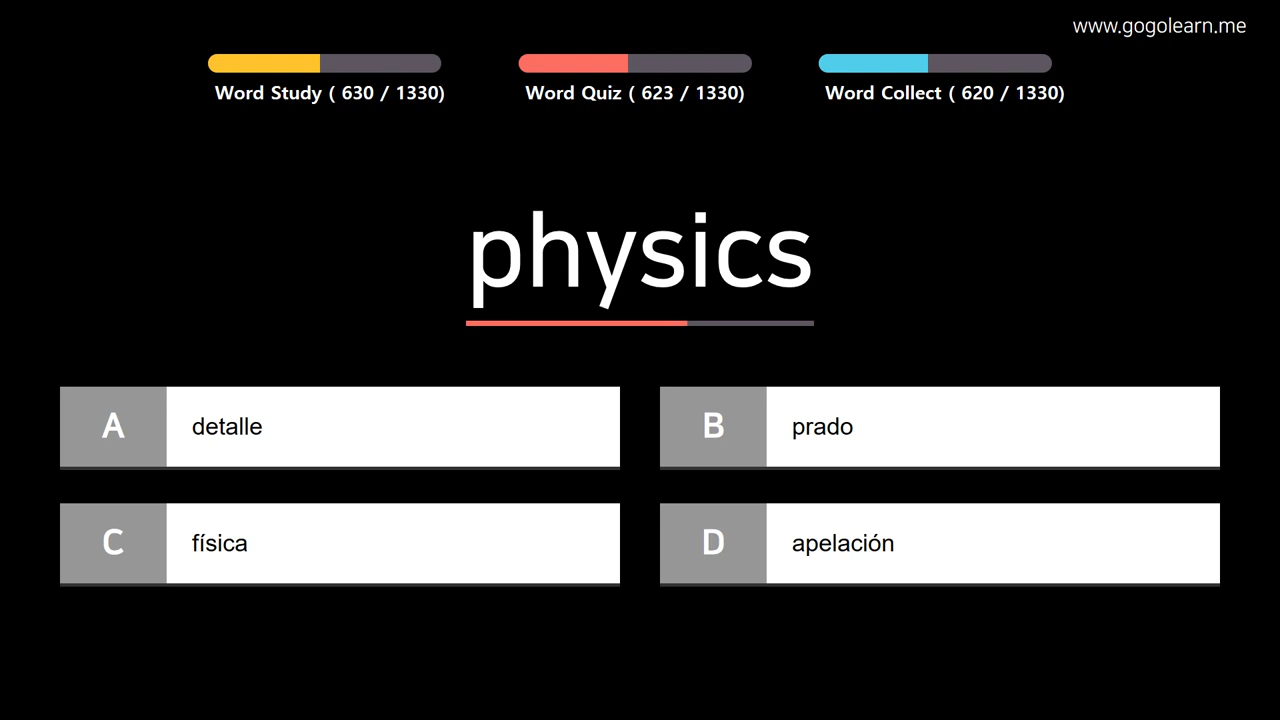 www.gogolearn.me
Word Study ( 630 / 1330)
Word Quiz ( 623 / 1330)
Word Collect ( 620 / 1330)
physics
A detalle
B prado
C física
D apelación